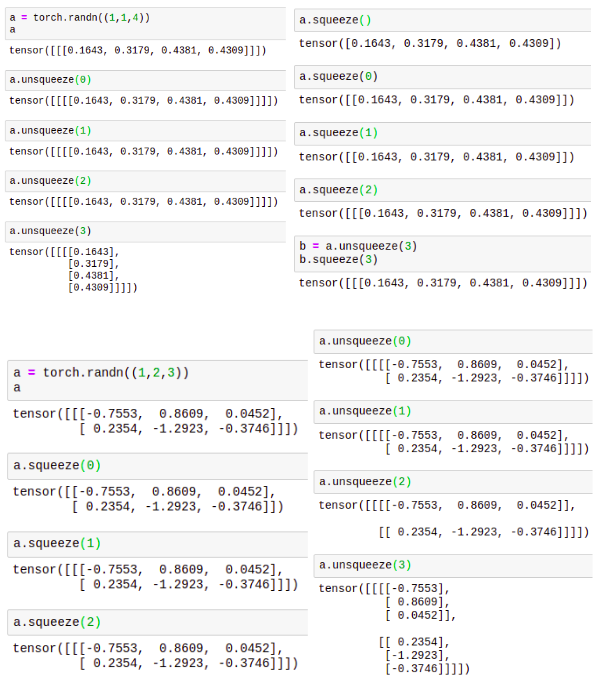 a = torch.randn((1,1,4))
a
tensor([[[0.1643, 0.3179, 0.4381, 0.4309]]])
a.unsqueeze(0)
tensor([[[[0.1643, 0.3179, 0.4381, 0.4309]]]])
a.unsqueeze(1)
tensor([[[[0.1643, 0.3179, 0.4381, 0.4309]]]])
a.unsqueeze(2)
tensor([[[[0.1643, 0.3179, 0.4381, 0.4309]]]])
a.unsqueeze(3)
tensor([[[[0.1643],
[0.3179],
[0.4381],
[0.4309]]]])
a.squeeze()
tensor([0.1643, 0.3179, 0.4381, 0.4309])
a.squeeze(0)
tensor([[0.1643, 0.3179, 0.4381, 0.4309]])
a.squeeze(1)
tensor([[0.1643, 0.3179, 0.4381, 0.4309]])
a.squeeze(2)
tensor([[[0.1643, 0.3179, 0.4381, 0.4309]]])
b = a.unsqueeze(3)
b.squeeze(3)
tensor([[[0.1643, 0.3179, 0.4381, 0.4309]]])
a = torch.randn((1,2,3))
a
tensor([[[-0.7553,  0.8609,  0.0452],
[ 0.2354, -1.2923, -0.3746]]])
a.squeeze(0)
tensor([[-0.7553,  0.8609,  0.0452],
[ 0.2354, -1.2923, -0.3746]])
a.squeeze(1)
tensor([[[-0.7553,  0.8609,  0.0452],
[ 0.2354, -1.2923, -0.3746]]])
a.squeeze(2)
tensor([[[-0.7553,  0.8609,  0.0452],
[ 0.2354, -1.2923, -0.3746]]])
a.unsqueeze(0)
tensor([[[[-0.7553,  0.8609,  0.0452],
[ 0.2354, -1.2923, -0.3746]]]])
a.unsqueeze(1)
tensor([[[[-0.7553,  0.8609,  0.0452],
[ 0.2354, -1.2923, -0.3746]]]])
a.unsqueeze(2)
tensor([[[[-0.7553,  0.8609,  0.0452]],
[[ 0.2354, -1.2923, -0.3746]]]])
a.unsqueeze(3)
tensor([[[[-0.7553],
[ 0.8609],
[ 0.0452]],
[[ 0.2354],
[-1.2923],
[-0.3746]]]])